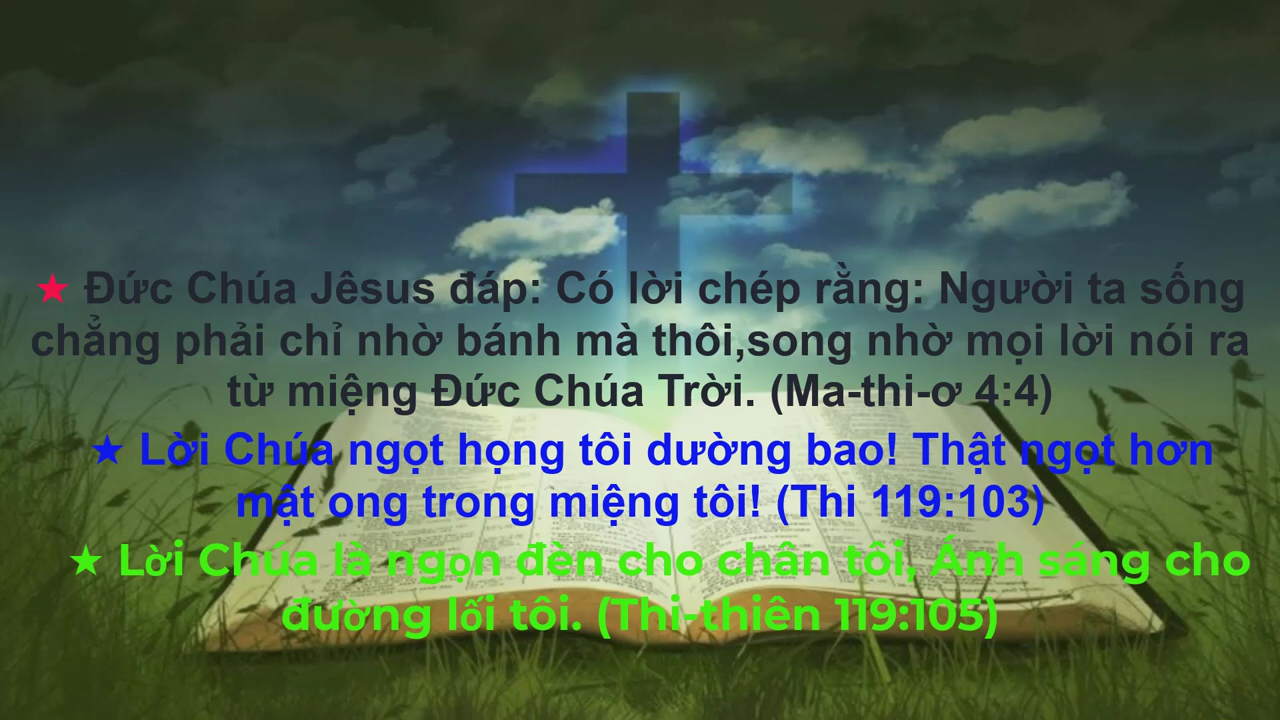 ★ Đức Chúa Jêsus đáp: Có lời chép rằng: Người ta sống
chẳng phải chỉ nhờ bánh mà thôi,song nhờ mọi lời nói ra
từ miệng Đức Chúa Trời. (Ma-thi-ơ 4:4)
★ Lời Chúa ngọt họng tôi dường bao! Thật ngọt hơn
mật ong trong miệng tôi! (Thi 119:103)
★ Lời Chúa là ngọn đèn cho chân tôi, Ánh sáng cho
đường lối tôi. (Thi-thiên 119:105)